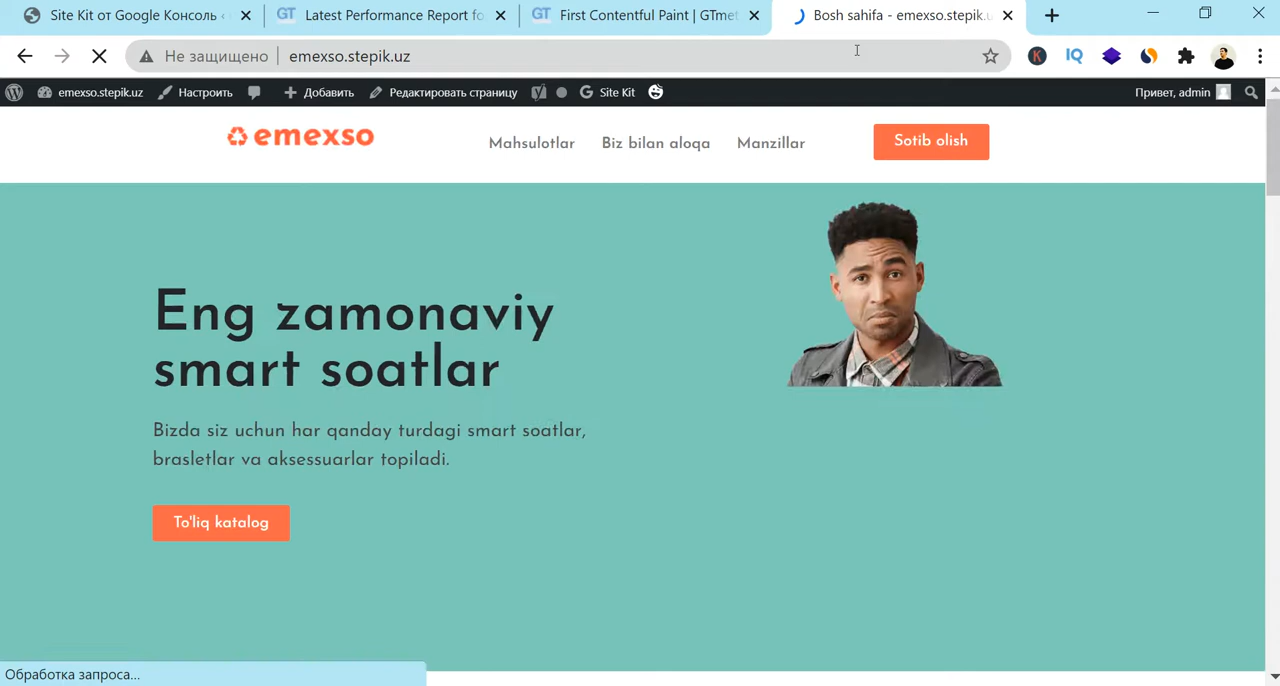 Site Kit от Google Консоль ‹
Latest Performance Report for
First Contentful Paint | GTmet
Bosh sahifa - emexso.stepik.u
Не защищено
emexso.stepik.uz
K
IQ
emexso.stepik.uz
Настроить
Добавить
Редактировать страницу
Site Kit
Привет, admin
emexso
Mahsulotlar
Biz bilan aloqa
Manzillar
Sotib olish
Eng zamonaviy
smart soatlar
Bizda siz uchun har qanday turdagi smart soatlar,
brasletlar va aksessuarlar topiladi.
To'liq katalog
Обработка запроса...